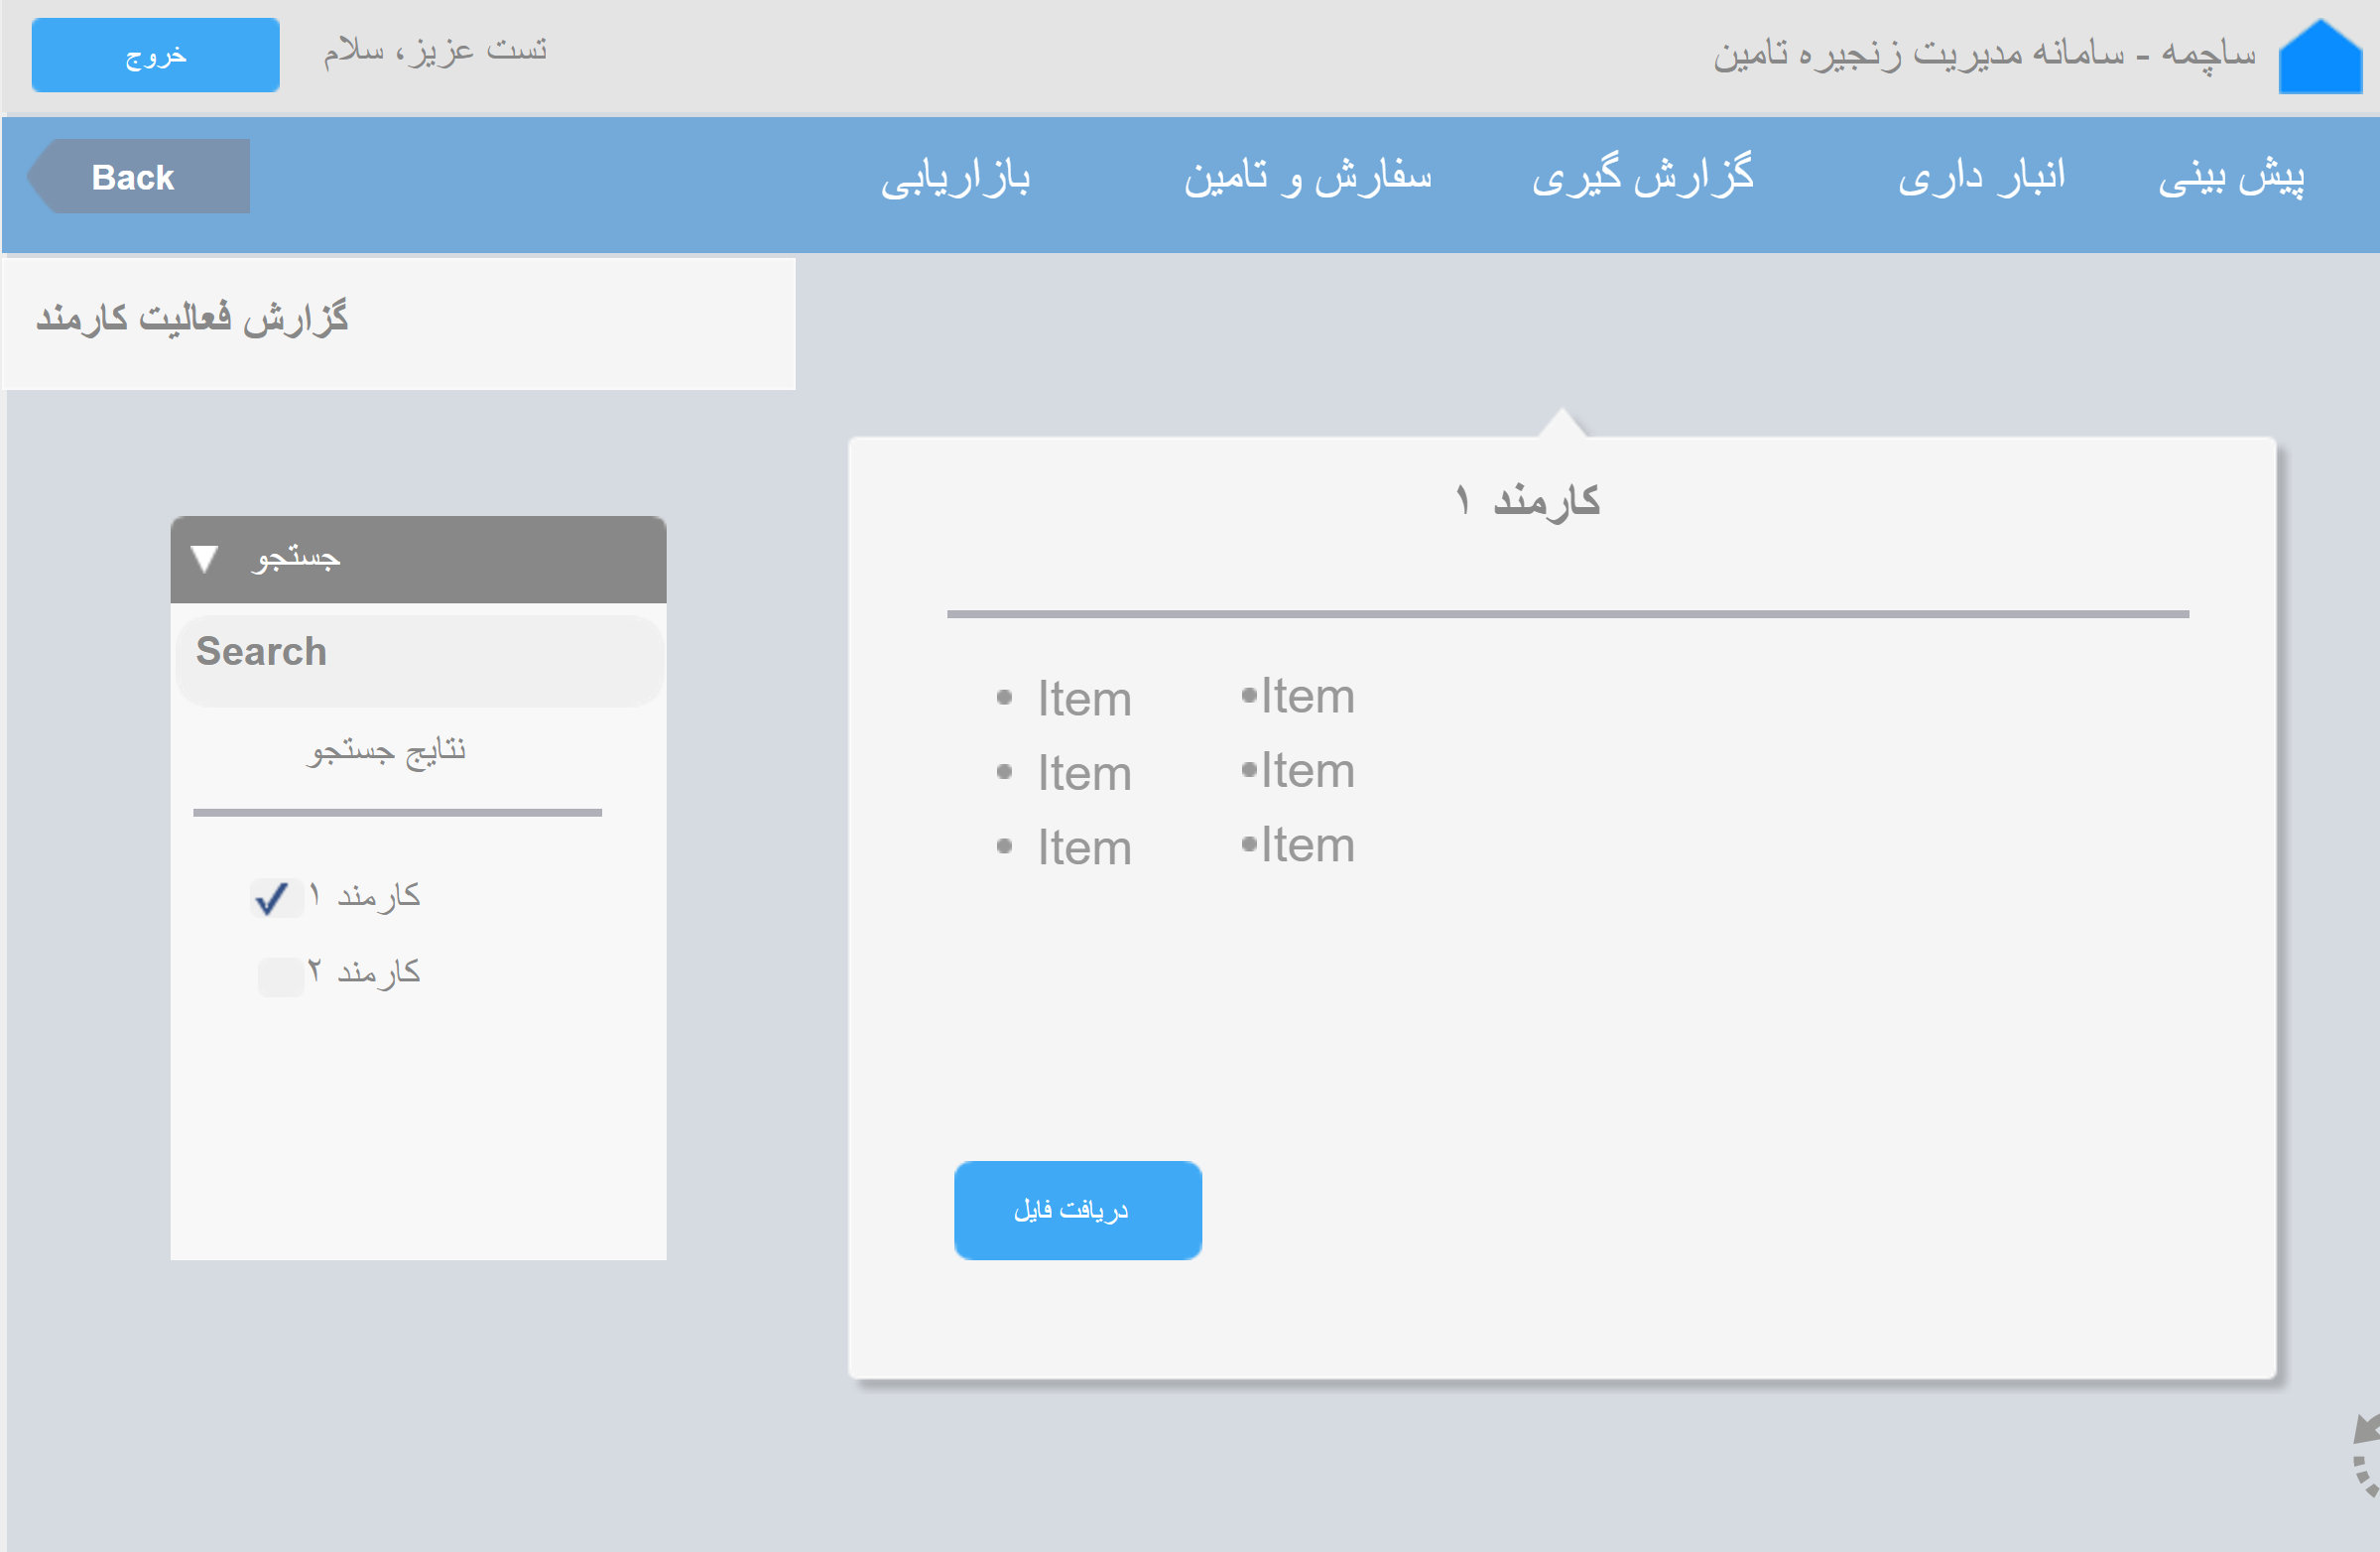 ساچمه - سامانه مدیریت زنجیره تامین
تست عزیز، سلام
خروج
پیش بینی
انبار داری
گزارش گیری
سفارش و تامین
بازاریابی
Back
گزارش فعالیت کارمند
کارمند ۱
Item
Item
Item
Item
Item
Item
دریافت فایل
جستجو
Search
نتایج جستجو
کارمند ۱
کارمند ۲